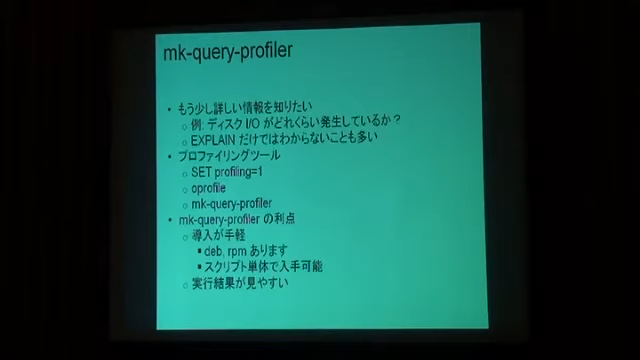 mk-query-profiler
• もう少し詳しい情報を知りたい
○ 例. ディスク I/O がどれくらい発生しているか?
○ EXPLAIN だけではわからないことも多い
• プロファイリングツール
○ SET profiling=1
○ oprofile
○ mk-query-profiler
• mk-query-profiler の利点
○ 導入が手軽
▪ deb, rpm あります
▪ スクリプト単体で入手可能
○ 実行結果が見やすい